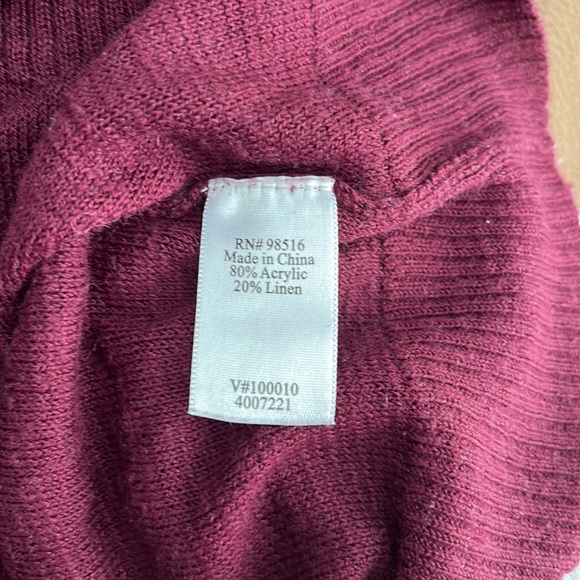 RN# 98516
Made in China
80% Acrylic
20% Linen
V#100010
4007221